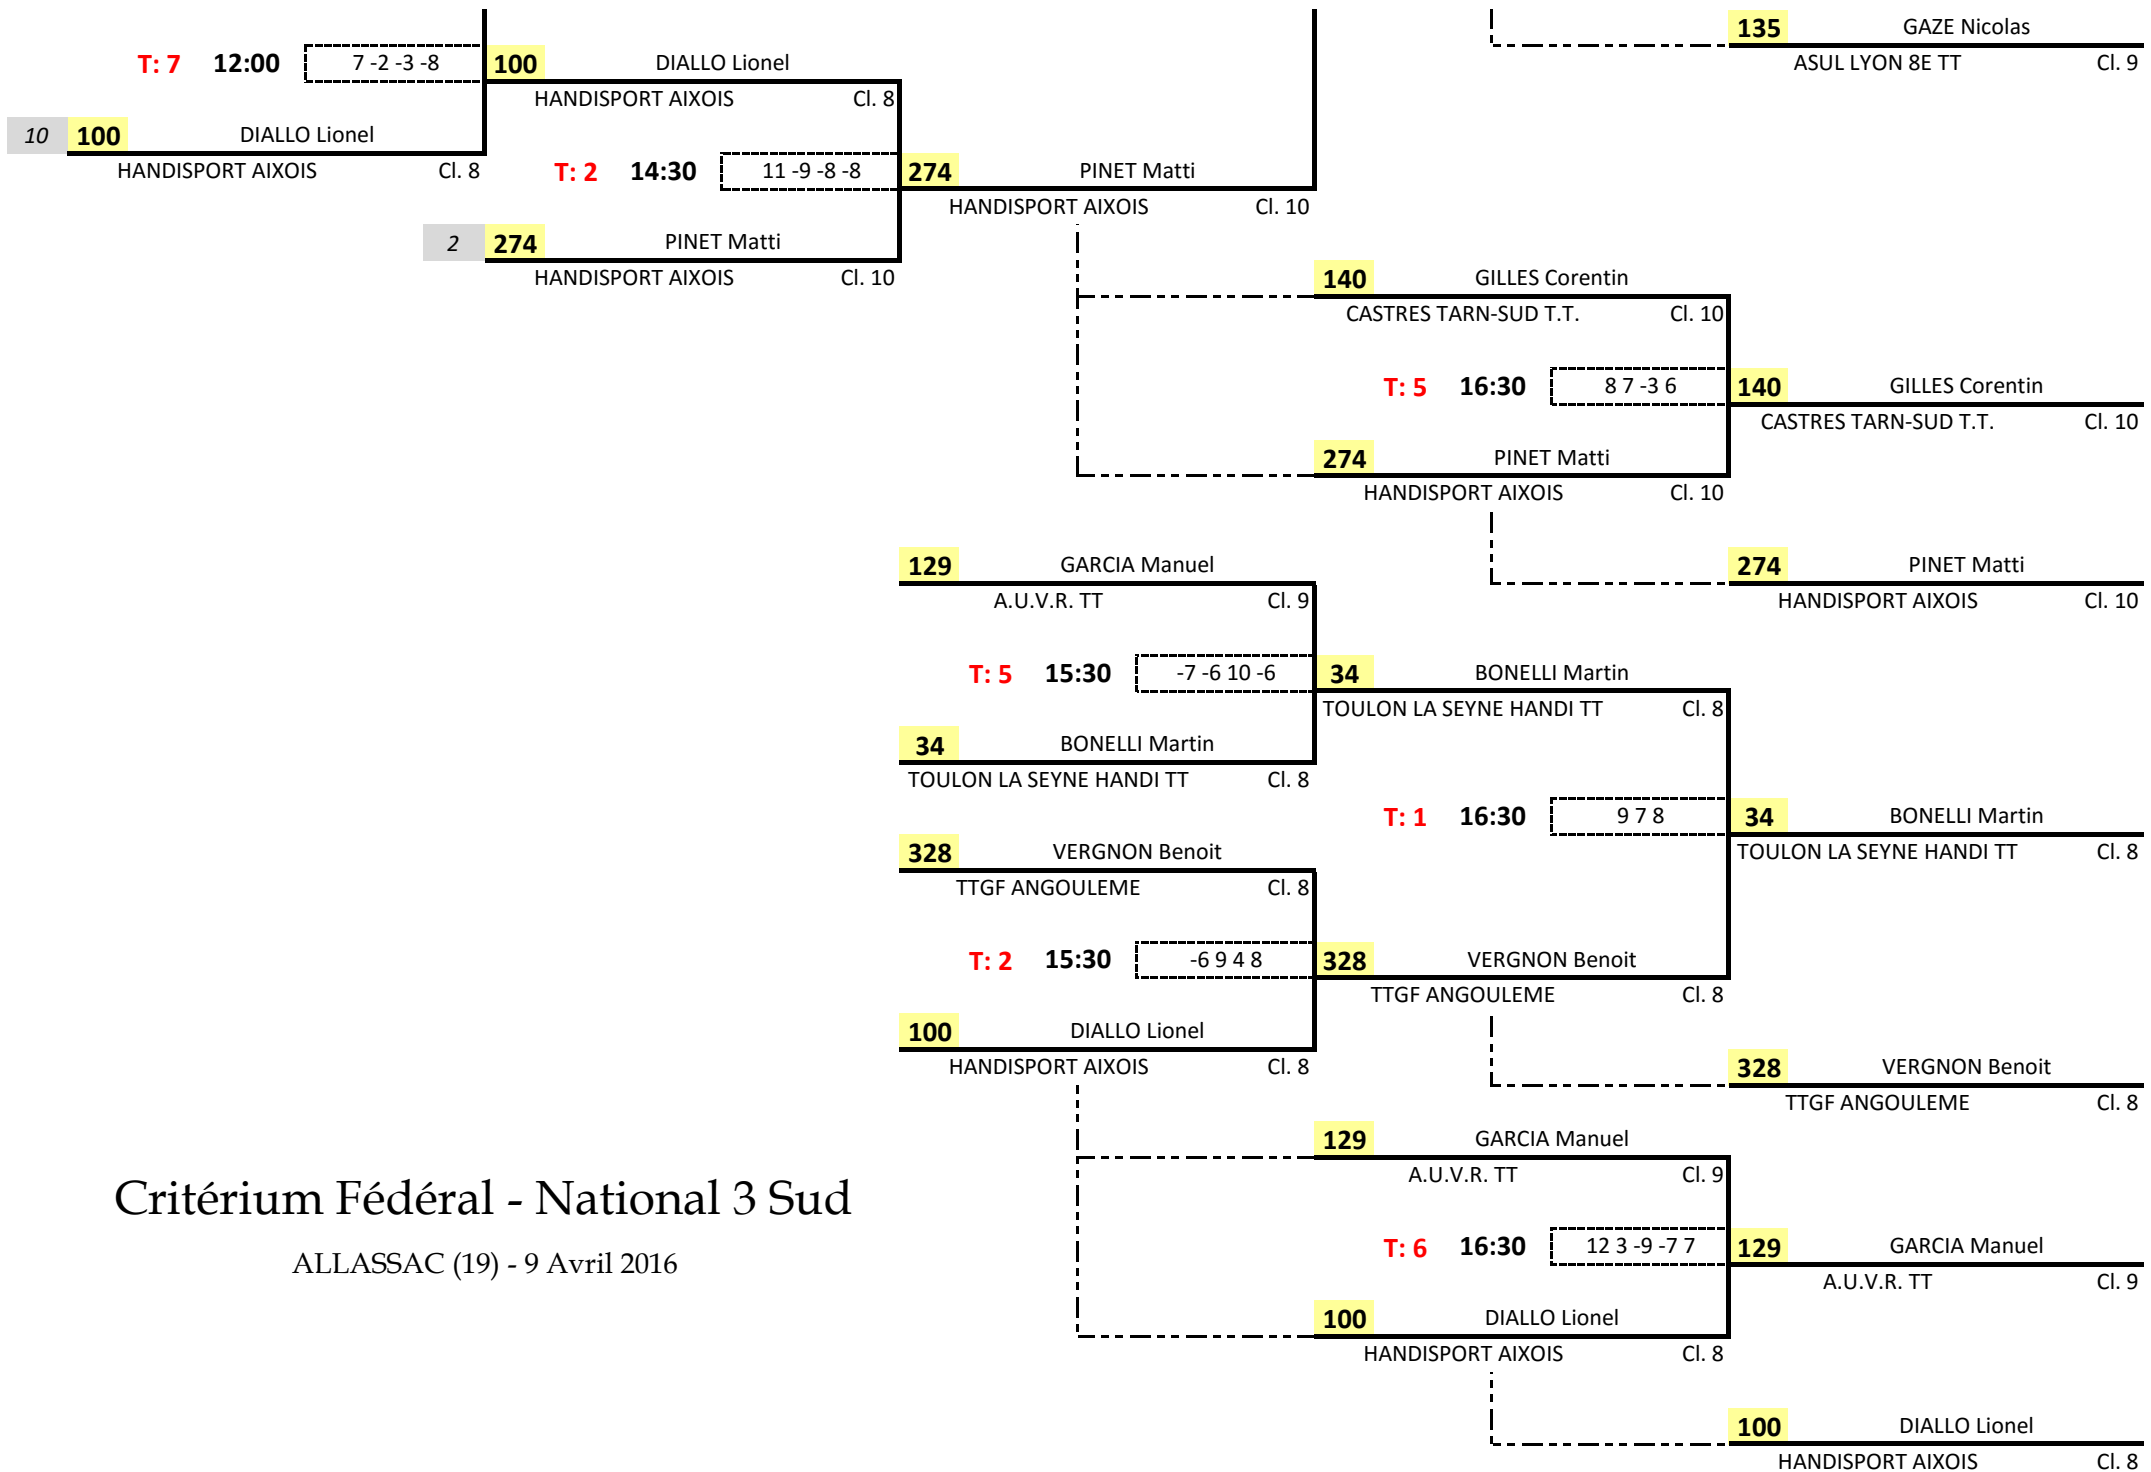 135 GAZE Nicolas
T: 7 12:00 7 -2 -3 -8 100 DIALLO Lionel ASUL LYON 8E TT Cl. 9
HANDISPORT AIXOIS Cl. 8
10 100 DIALLO Lionel
HANDISPORT AIXOIS Cl. 8 T: 2 14:30 11 -9 -8 -8 274 PINET Matti
HANDISPORT AIXOIS Cl. 10
2 274 PINET Matti
HANDISPORT AIXOIS Cl. 10 140 GILLES Corentin
CASTRES TARN-SUD T.T. Cl. 10
T: 5 16:30 8 7 -3 6 140 GILLES Corentin
CASTRES TARN-SUD T.T. Cl. 10
274 PINET Matti
HANDISPORT AIXOIS Cl. 10
129 GARCIA Manuel 274 PINET Matti
A.U.V.R. TT Cl. 9 HANDISPORT AIXOIS Cl. 10
T: 5 15:30 -7 -6 10 -6 34 BONELLI Martin
TOULON LA SEYNE HANDI TT Cl. 8
34 BONELLI Martin
TOULON LA SEYNE HANDI TT Cl. 8
T: 1 16:30 9 7 8 34 BONELLI Martin
328 VERGNON Benoit TOULON LA SEYNE HANDI TT Cl. 8
TTGF ANGOULEME Cl. 8
T: 2 15:30 -6 9 4 8 328 VERGNON Benoit
TTGF ANGOULEME Cl. 8
100 DIALLO Lionel
HANDISPORT AIXOIS Cl. 8 328 VERGNON Benoit
TTGF ANGOULEME Cl. 8
129 GARCIA Manuel
A.U.V.R. TT Cl. 9
Critérium Fédéral - National 3 Sud
T: 6 16:30 12 3 -9 -7 7 129 GARCIA Manuel
ALLASSAC (19) - 9 Avril 2016 A.U.V.R. TT Cl. 9
100 DIALLO Lionel
HANDISPORT AIXOIS Cl. 8
100 DIALLO Lionel
HANDISPORT AIXOIS Cl. 8